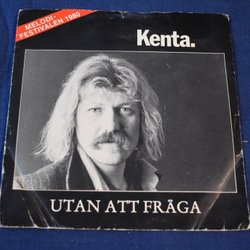 MELODI-
FESTIVALEN 1980
Kenta.
UTAN ATT FRÅGA